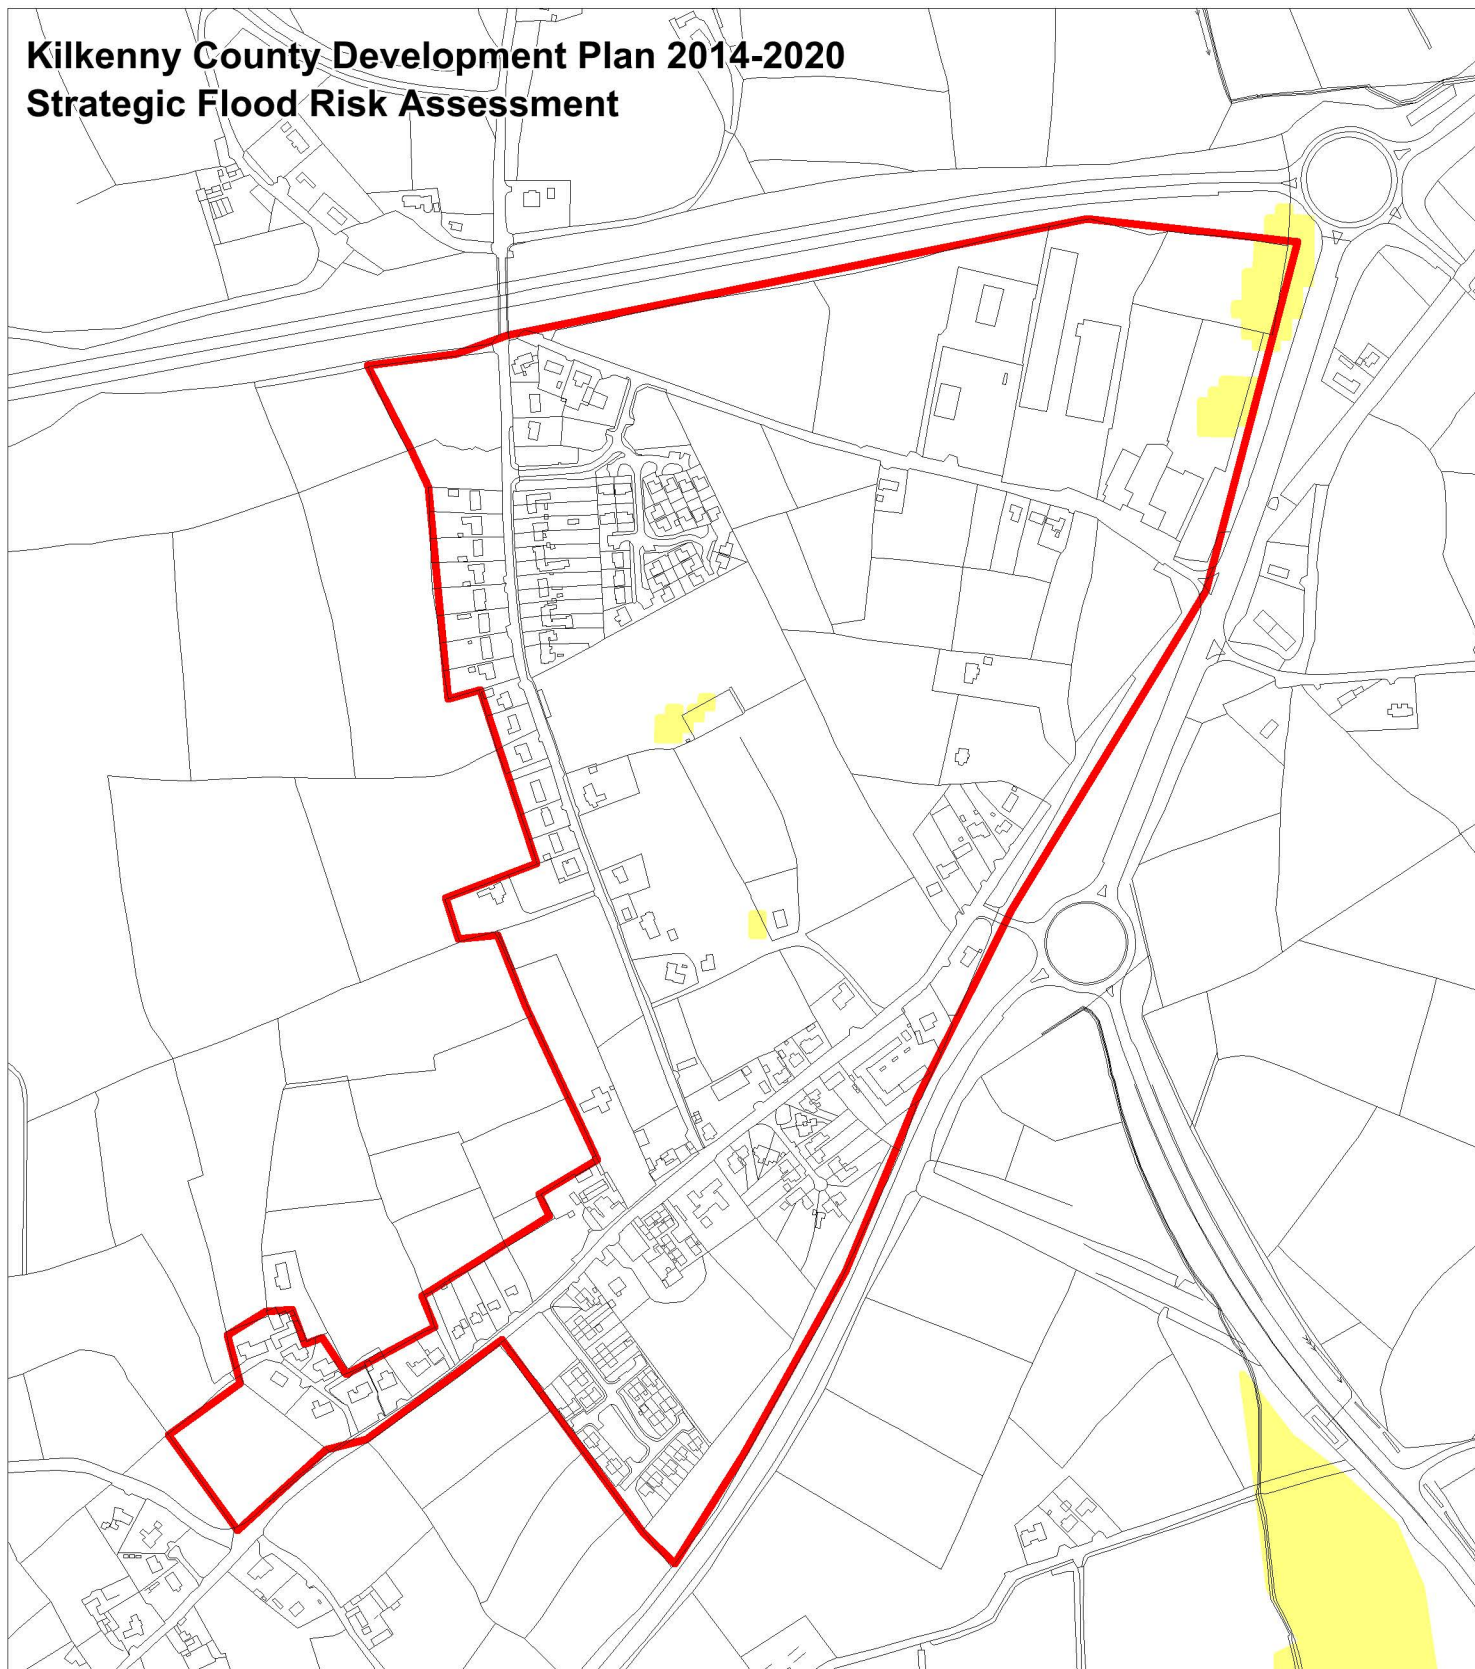 Kilkenny County Development Plan 2014-2020
Strategic Flood Risk Assessment